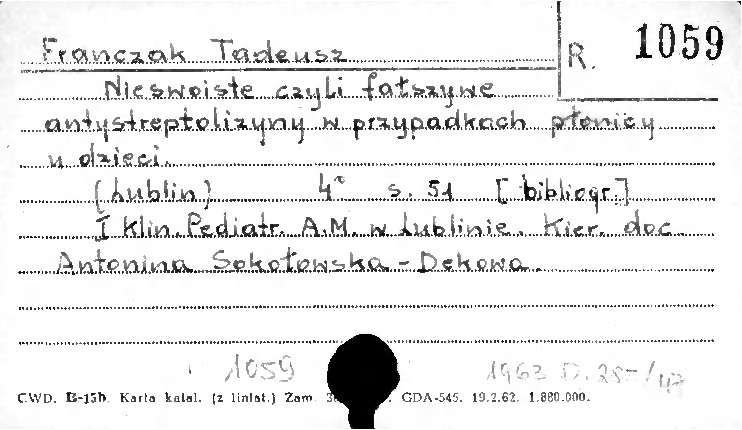 Franczak Tadeusz
R. 1059
Nieswoiste czyli fałszywe
antystreptolizyny w przypadkach płonicy
u dzieci.
(Lublin) 4° s. 51 [bibliogr.]
I Klin. Pediatr. A.M. w Lublinie. Kier. doc.
Antonina Sokołowska-Dekowa.
1059 1962 D. 285/47
CWD. B-15b. Karta katal. (z liniat.) Zam. GDA-545. 19.2.62. 1.880.000.